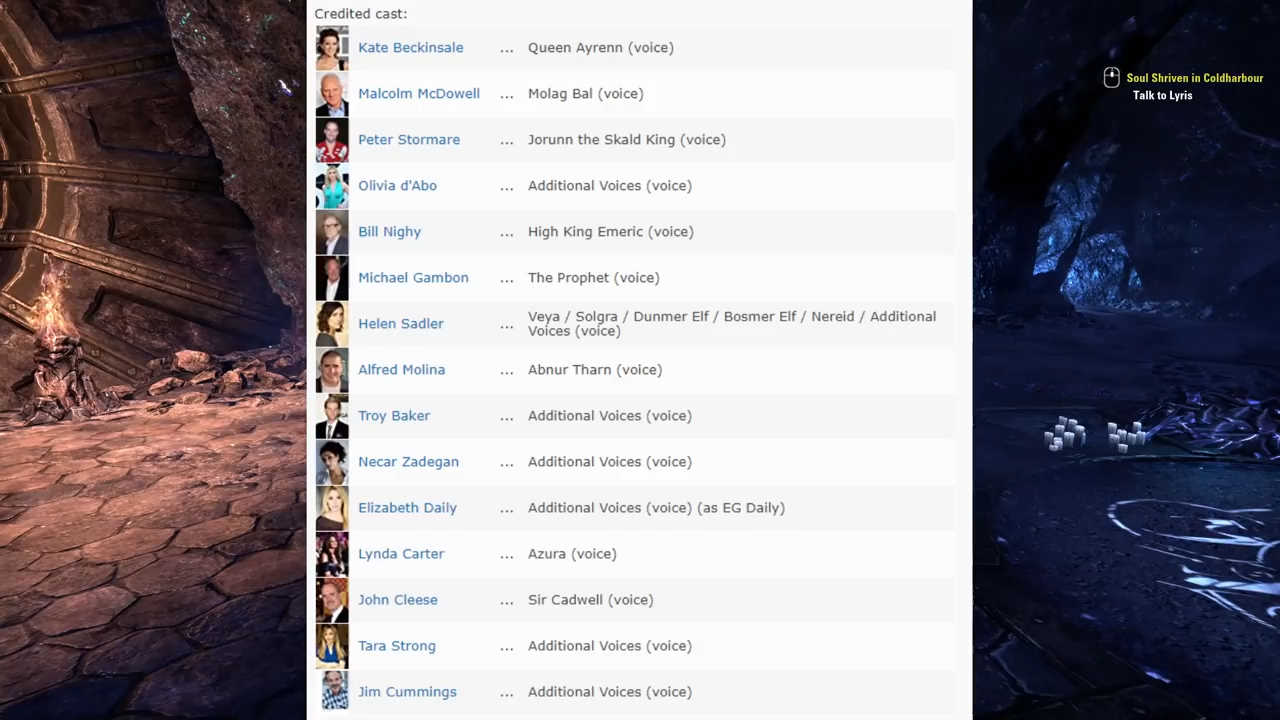 Credited cast:
Kate Beckinsale ... Queen Ayrenn (voice)
Malcolm McDowell ... Molag Bal (voice)
Peter Stormare ... Jorunn the Skald King (voice)
Olivia d'Abo ... Additional Voices (voice)
Bill Nighy ... High King Emeric (voice)
Michael Gambon ... The Prophet (voice)
Helen Sadler ... Veya / Solgra / Dunmer Elf / Bosmer Elf / Nereid / Additional
Voices (voice)
Alfred Molina ... Abnur Tharn (voice)
Troy Baker ... Additional Voices (voice)
Necar Zadegan ... Additional Voices (voice)
Elizabeth Daily ... Additional Voices (voice) (as EG Daily)
Lynda Carter ... Azura (voice)
John Cleese ... Sir Cadwell (voice)
Tara Strong ... Additional Voices (voice)
Jim Cummings ... Additional Voices (voice)
Soul Shriven in Coldharbour
Talk to Lyris